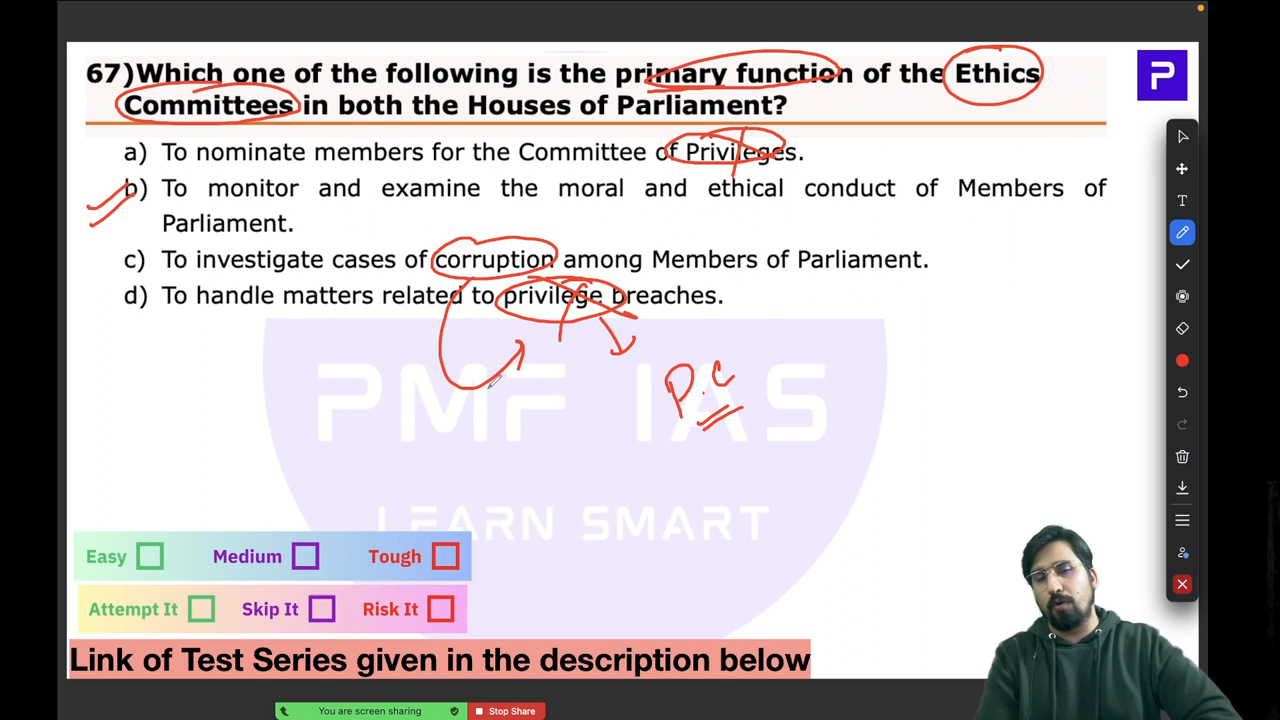 67)Which one of the following is the primary function of the Ethics
Committees in both the Houses of Parliament?
a) To nominate members for the Committee of Privileges.
b) To monitor and examine the moral and ethical conduct of Members of
Parliament.
c) To investigate cases of corruption among Members of Parliament.
d) To handle matters related to privilege breaches.
P.C
PMF IAS
LEARN SMART
Easy Medium Tough
Attempt It Skip It Risk It
Link of Test Series given in the description below
You are screen sharing Stop Share